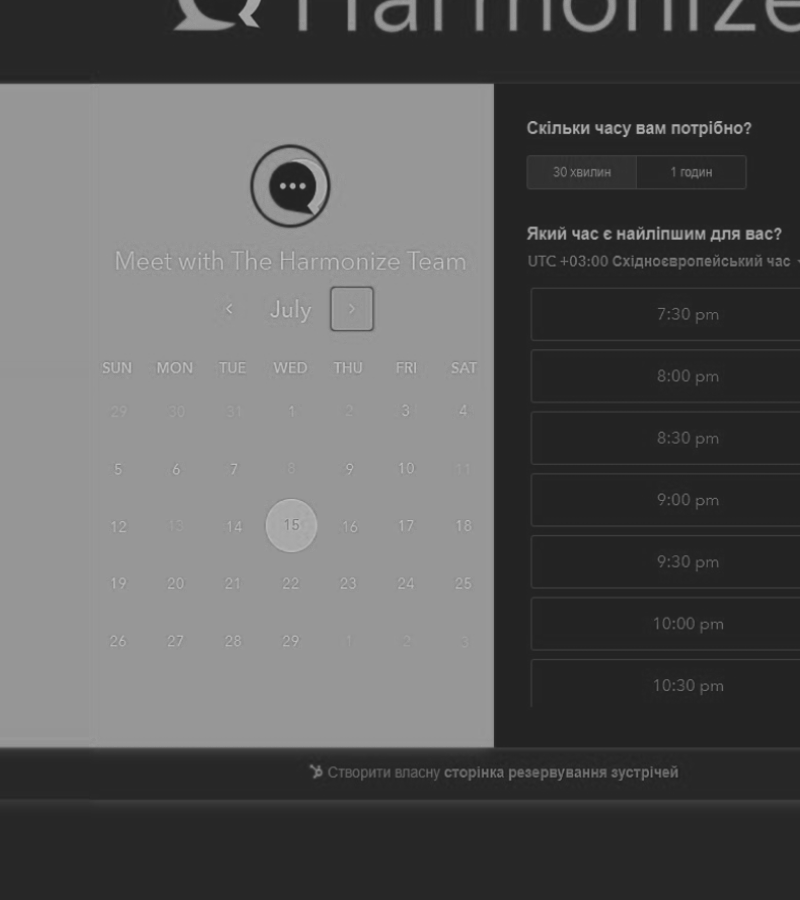 Harmonize
Meet with The Harmonize Team
July
SUN MON TUE WED THU FRI SAT
29 30 31 1 2 3 4
5 6 7 8 9 10 11
12 13 14 15 16 17 18
19 20 21 22 23 24 25
26 27 28 29 1 2 3
Скільки часу вам потрібно?
30 хвилин 1 годин
Який час є найліпшим для вас?
UTC +03:00 Східноєвропейський час
7:30 pm
8:00 pm
8:30 pm
9:00 pm
9:30 pm
10:00 pm
10:30 pm
Створити власну сторінка резервування зустрічей